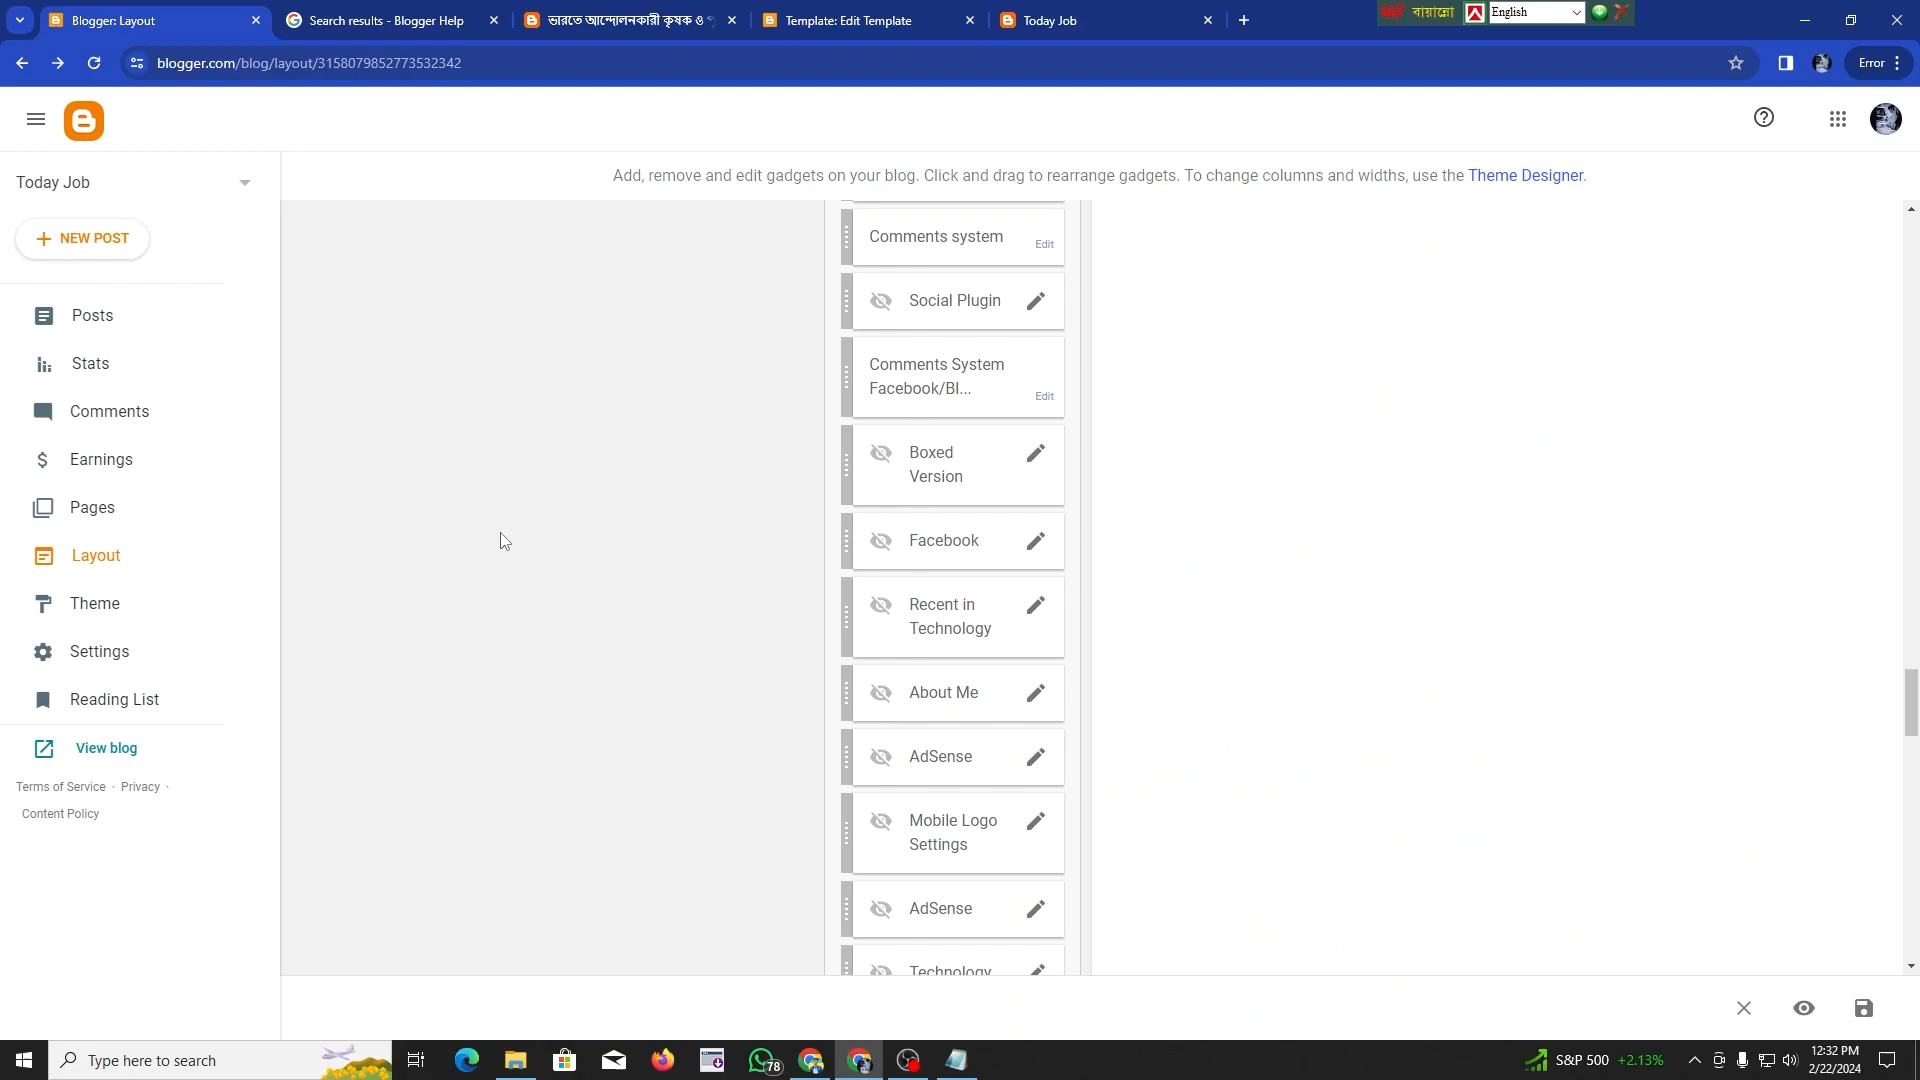 Blogger: Layout
Search results - Blogger Help
ভারতে আন্দোলনকারী কৃষক ও
Template: Edit Template
Today Job
বায়ান্নো
English
blogger.com/blog/layout/3158079852773532342
Error
Today Job
Add, remove and edit gadgets on your blog. Click and drag to rearrange gadgets. To change columns and widths, use the Theme Designer.
NEW POST
Posts
Stats
Comments
Earnings
Pages
Layout
Theme
Settings
Reading List
View blog
Terms of Service · Privacy ·
Content Policy
Comments system
Edit
Social Plugin
Comments System
Facebook/Bl...
Edit
Boxed
Version
Facebook
Recent in
Technology
About Me
AdSense
Mobile Logo
Settings
AdSense
Technology
Type here to search
78
S&P 500 +2.13%
12:32 PM
2/22/2024